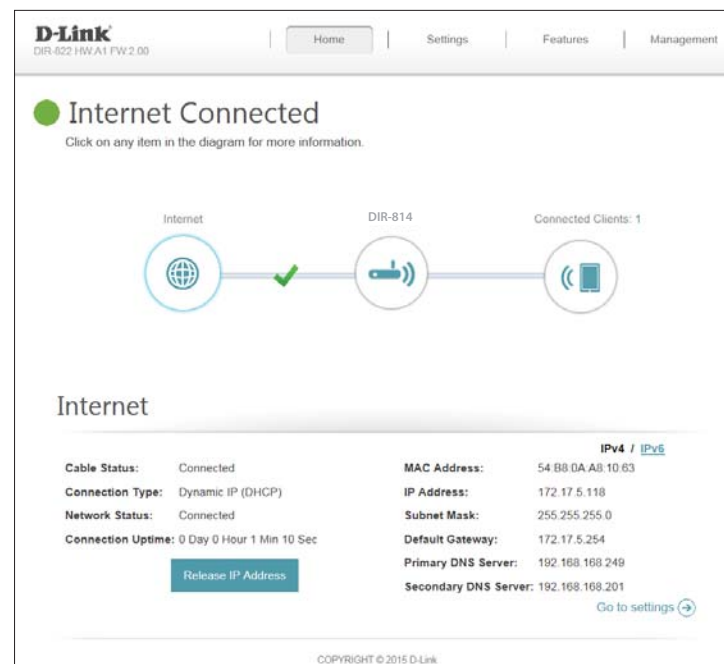 D-Link
DIR-822 HW.A1 FW.2.00
Home
Settings
Features
Management
Internet Connected
Click on any item in the diagram for more information.
Internet
DIR-814
Connected Clients: 1
Internet
IPv4 / IPv6
Cable Status: Connected
Connection Type: Dynamic IP (DHCP)
Network Status: Connected
Connection Uptime: 0 Day 0 Hour 1 Min 10 Sec
Release IP Address
MAC Address: 54:B8:0A:A8:10:63
IP Address: 172.17.5.118
Subnet Mask: 255.255.255.0
Default Gateway: 172.17.5.254
Primary DNS Server: 192.168.168.249
Secondary DNS Server: 192.168.168.201
Go to settings
COPYRIGHT © 2015 D-Link